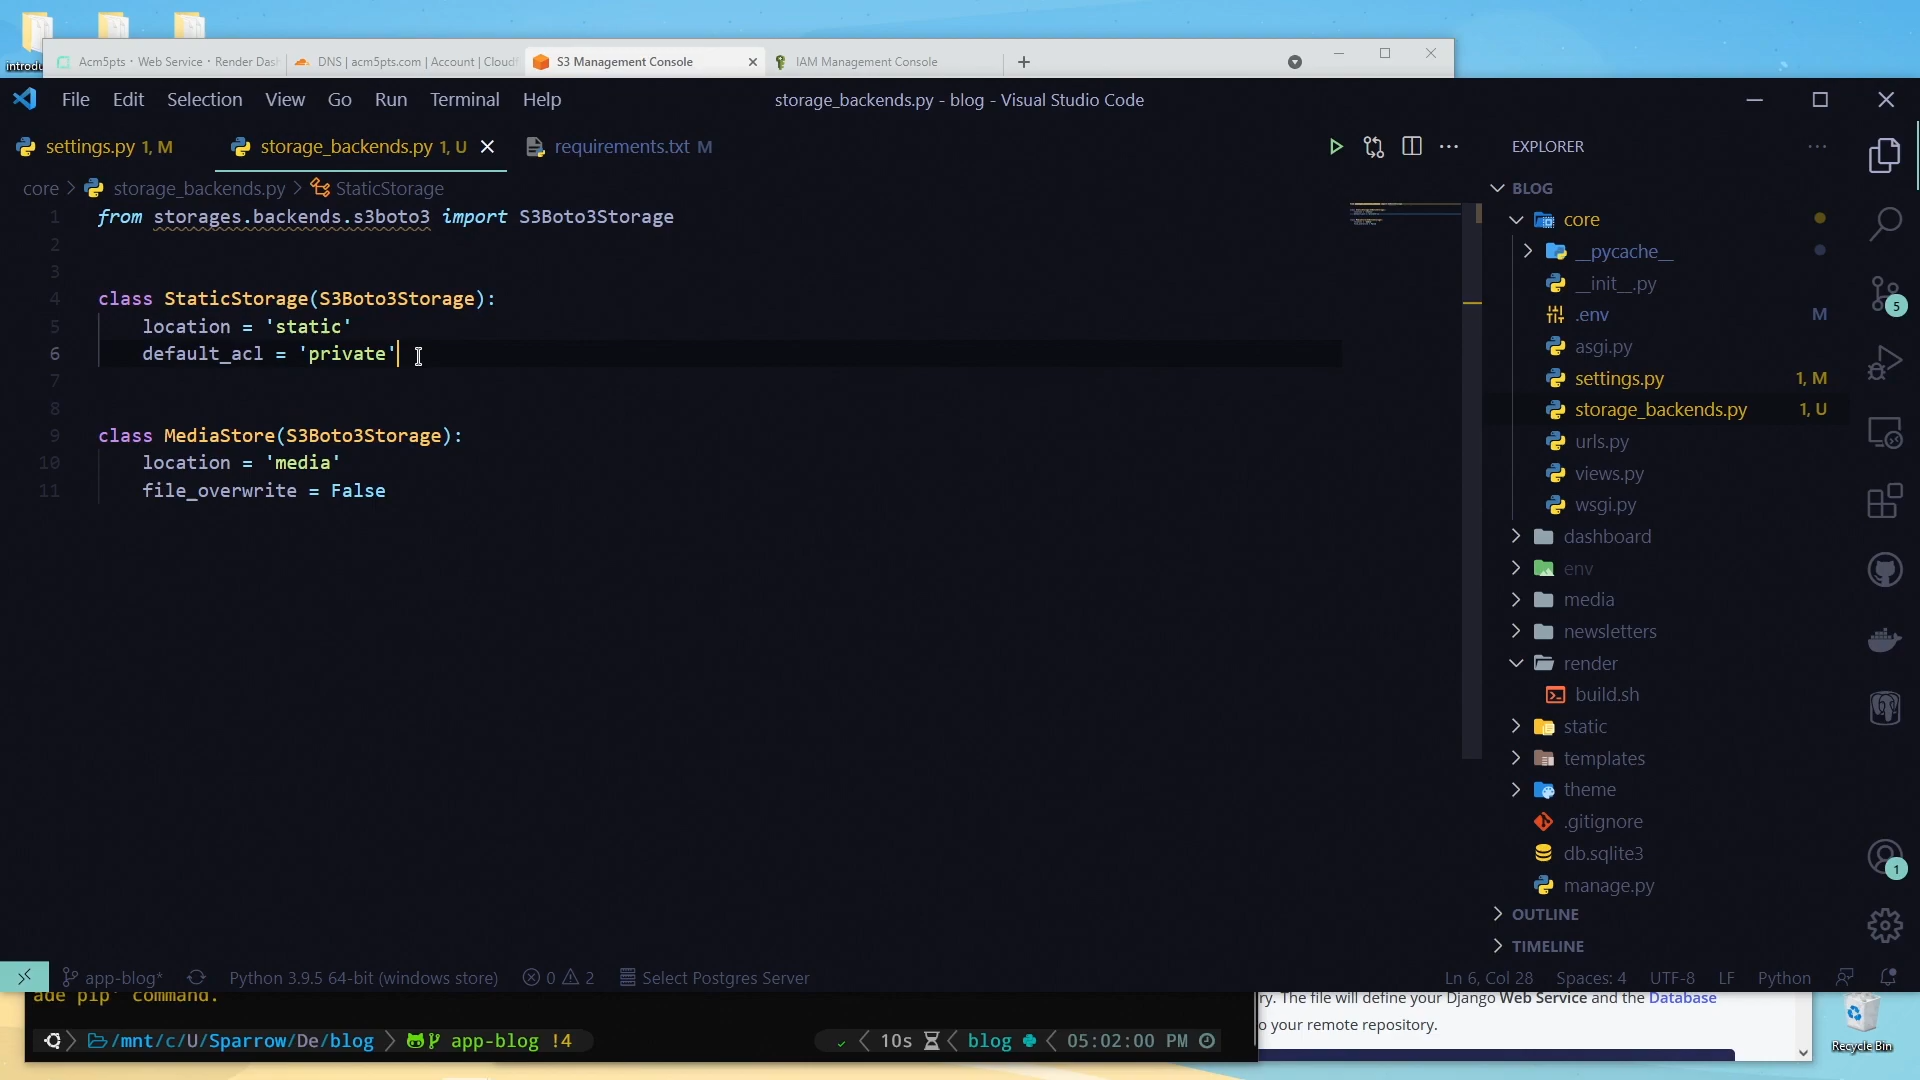 introdu
Acm5pts · Web Service · Render Das
DNS | acm5pts.com | Account | Cloudf
S3 Management Console
IAM Management Console
File Edit Selection View Go Run Terminal Help
storage_backends.py - blog - Visual Studio Code
settings.py 1, M
storage_backends.py 1, U
requirements.txt M
core > storage_backends.py > StaticStorage
1 from storages.backends.s3boto3 import S3Boto3Storage
2
3
4 class StaticStorage(S3Boto3Storage):
5 location = 'static'
6 default_acl = 'private'
7
8
9 class MediaStore(S3Boto3Storage):
10 location = 'media'
11 file_overwrite = False
EXPLORER
BLOG
core
__pycache__
__init__.py
.env M
asgi.py
settings.py 1, M
storage_backends.py 1, U
urls.py
views.py
wsgi.py
dashboard
env
media
newsletters
render
build.sh
static
templates
theme
.gitignore
db.sqlite3
manage.py
OUTLINE
TIMELINE
5
1
app-blog* Python 3.9.5 64-bit (windows store) 0 2 Select Postgres Server
Ln 6, Col 28 Spaces: 4 UTF-8 LF Python
ade pip' command.
/mnt/c/U/Sparrow/De/blog app-blog !4
10s blog 05:02:00 PM
ry. The file will define your Django Web Service and the Database
o your remote repository.
Recycle Bin